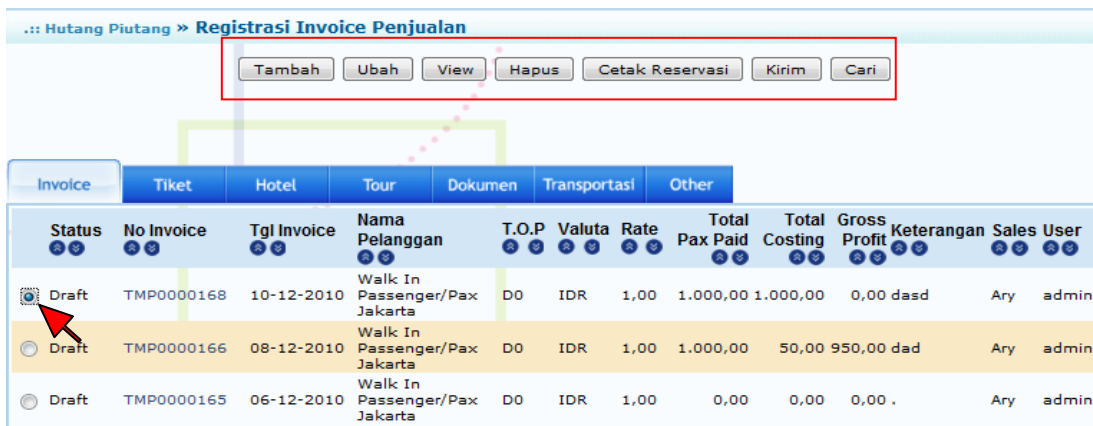 .:: Hutang Piutang » Registrasi Invoice Penjualan
Tambah Ubah View Hapus Cetak Reservasi Kirim Cari
Invoice Tiket Hotel Tour Dokumen Transportasi Other
Status No Invoice Tgl Invoice Nama Pelanggan T.O.P Valuta Rate Total Pax Paid Total Costing Gross Profit Keterangan Sales User
Draft TMP0000168 10-12-2010 Walk In Passenger/Pax Jakarta D0 IDR 1,00 1.000,00 1.000,00 0,00 dasd Ary admin
Draft TMP0000166 08-12-2010 Walk In Passenger/Pax Jakarta D0 IDR 1,00 1.000,00 50,00 950,00 dad Ary admin
Draft TMP0000165 06-12-2010 Walk In Passenger/Pax Jakarta D0 IDR 1,00 0,00 0,00 0,00 . Ary admin